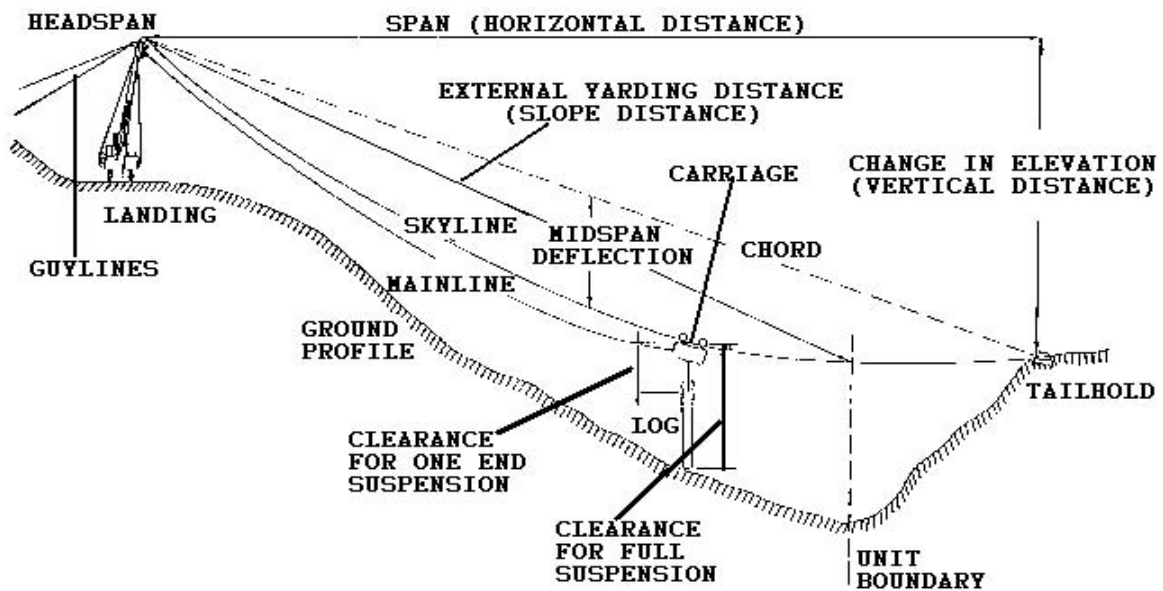 HEADSPAN
SPAN (HORIZONTAL DISTANCE)
EXTERNAL YARDING DISTANCE
(SLOPE DISTANCE)
CHANGE IN ELEVATION
(VERTICAL DISTANCE)
CARRIAGE
LANDING
SKYLINE
MIDSPAN
DEFLECTION
CHORD
GUYLINES
MAINLINE
GROUND
PROFILE
TAILHOLD
LOG
CLEARANCE
FOR ONE END
SUSPENSION
CLEARANCE
FOR FULL
SUSPENSION
UNIT
BOUNDARY